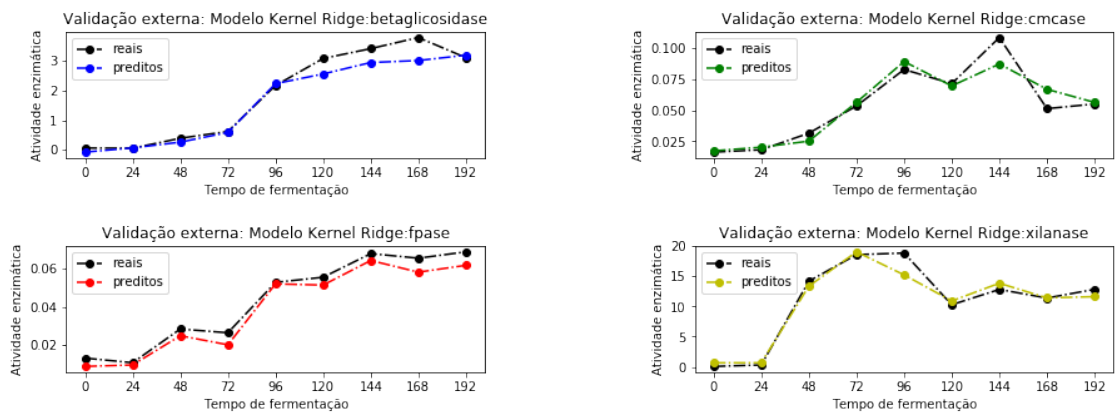 Validação externa: Modelo Kernel Ridge:betaglicosidase
reais
preditos
Atividade enzimática
3
2
1
0
0 24 48 72 96 120 144 168 192
Tempo de fermentação
Validação externa: Modelo Kernel Ridge:cmcase
reais
preditos
Atividade enzimática
0.100
0.075
0.050
0.025
0 24 48 72 96 120 144 168 192
Tempo de fermentação
Validação externa: Modelo Kernel Ridge:fpase
reais
preditos
Atividade enzimática
0.06
0.04
0.02
0 24 48 72 96 120 144 168 192
Tempo de fermentação
Validação externa: Modelo Kernel Ridge:xilanase
reais
preditos
Atividade enzimática
20
15
10
5
0
0 24 48 72 96 120 144 168 192
Tempo de fermentação